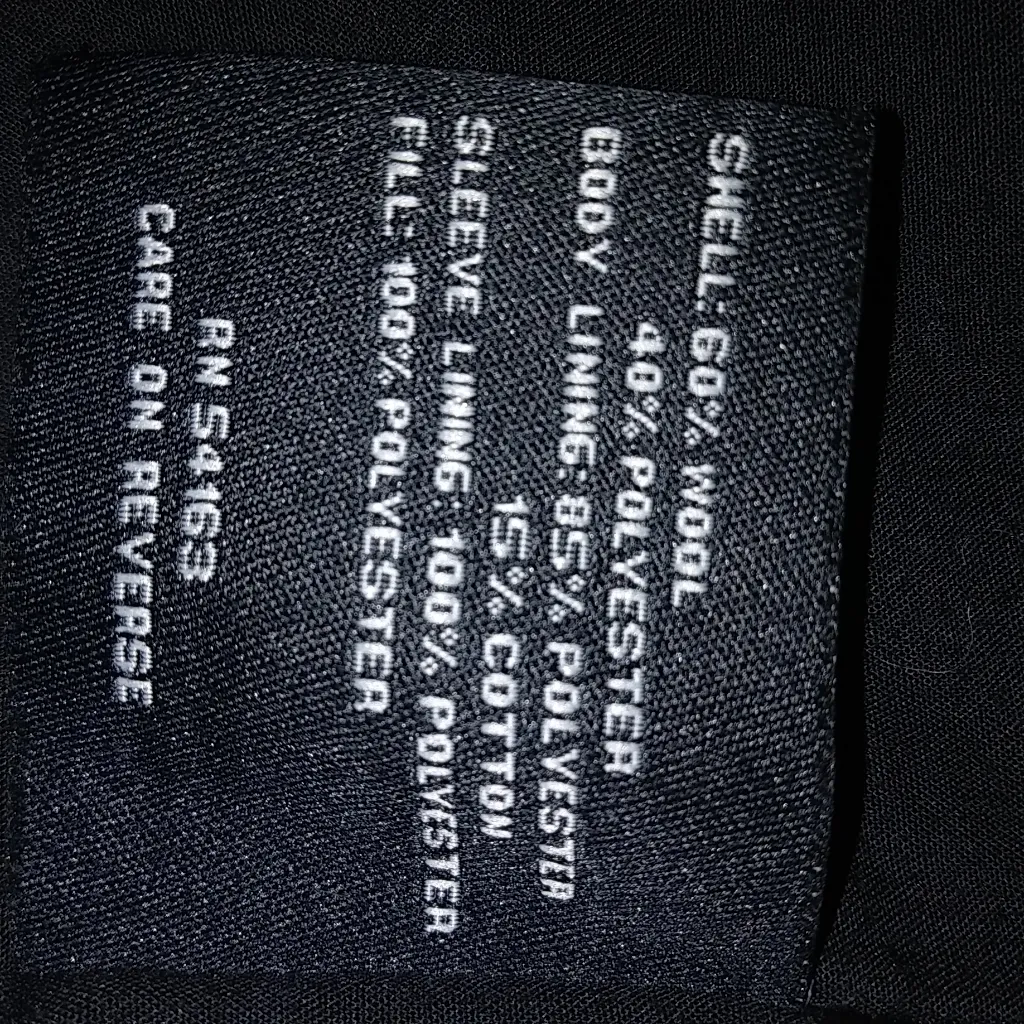 SHELL: 60% WOOL
40% POLYESTER
BODY LINING: 85% POLYESTER
15% COTTON
SLEEVE LINING: 100% POLYESTER
FILL: 100% POLYESTER
RN 54163
CARE ON REVERSE